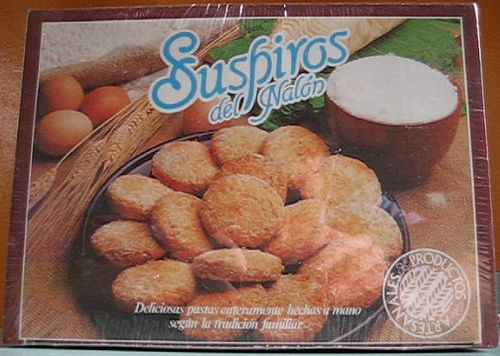 Suspiros
del Nalón
Deliciosas pastas enteramente hechas a mano
según la tradición familiar
PRODUCTOS
ARTESANALES